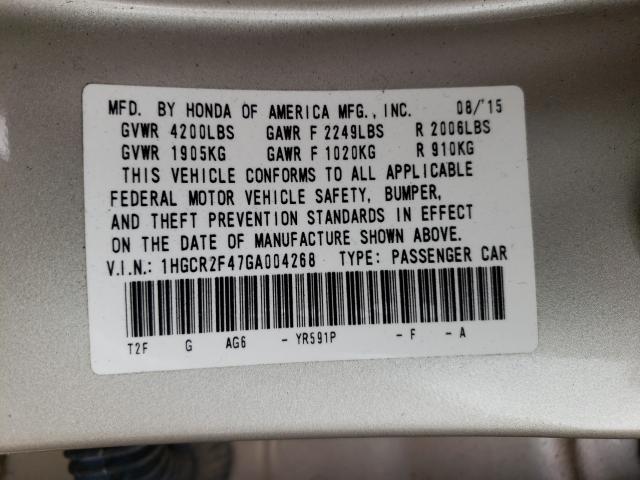 MFD. BY HONDA OF AMERICA MFG., INC. 08/'15
GVWR 4200LBS GAWR F 2249LBS R 2006LBS
GVWR 1905KG GAWR F 1020KG R 910KG
THIS VEHICLE CONFORMS TO ALL APPLICABLE
FEDERAL MOTOR VEHICLE SAFETY, BUMPER,
AND THEFT PREVENTION STANDARDS IN EFFECT
ON THE DATE OF MANUFACTURE SHOWN ABOVE.
V.I.N.: 1HGCR2F47GA004268 TYPE: PASSENGER CAR
T2F G AG6 - YR591P - F - A